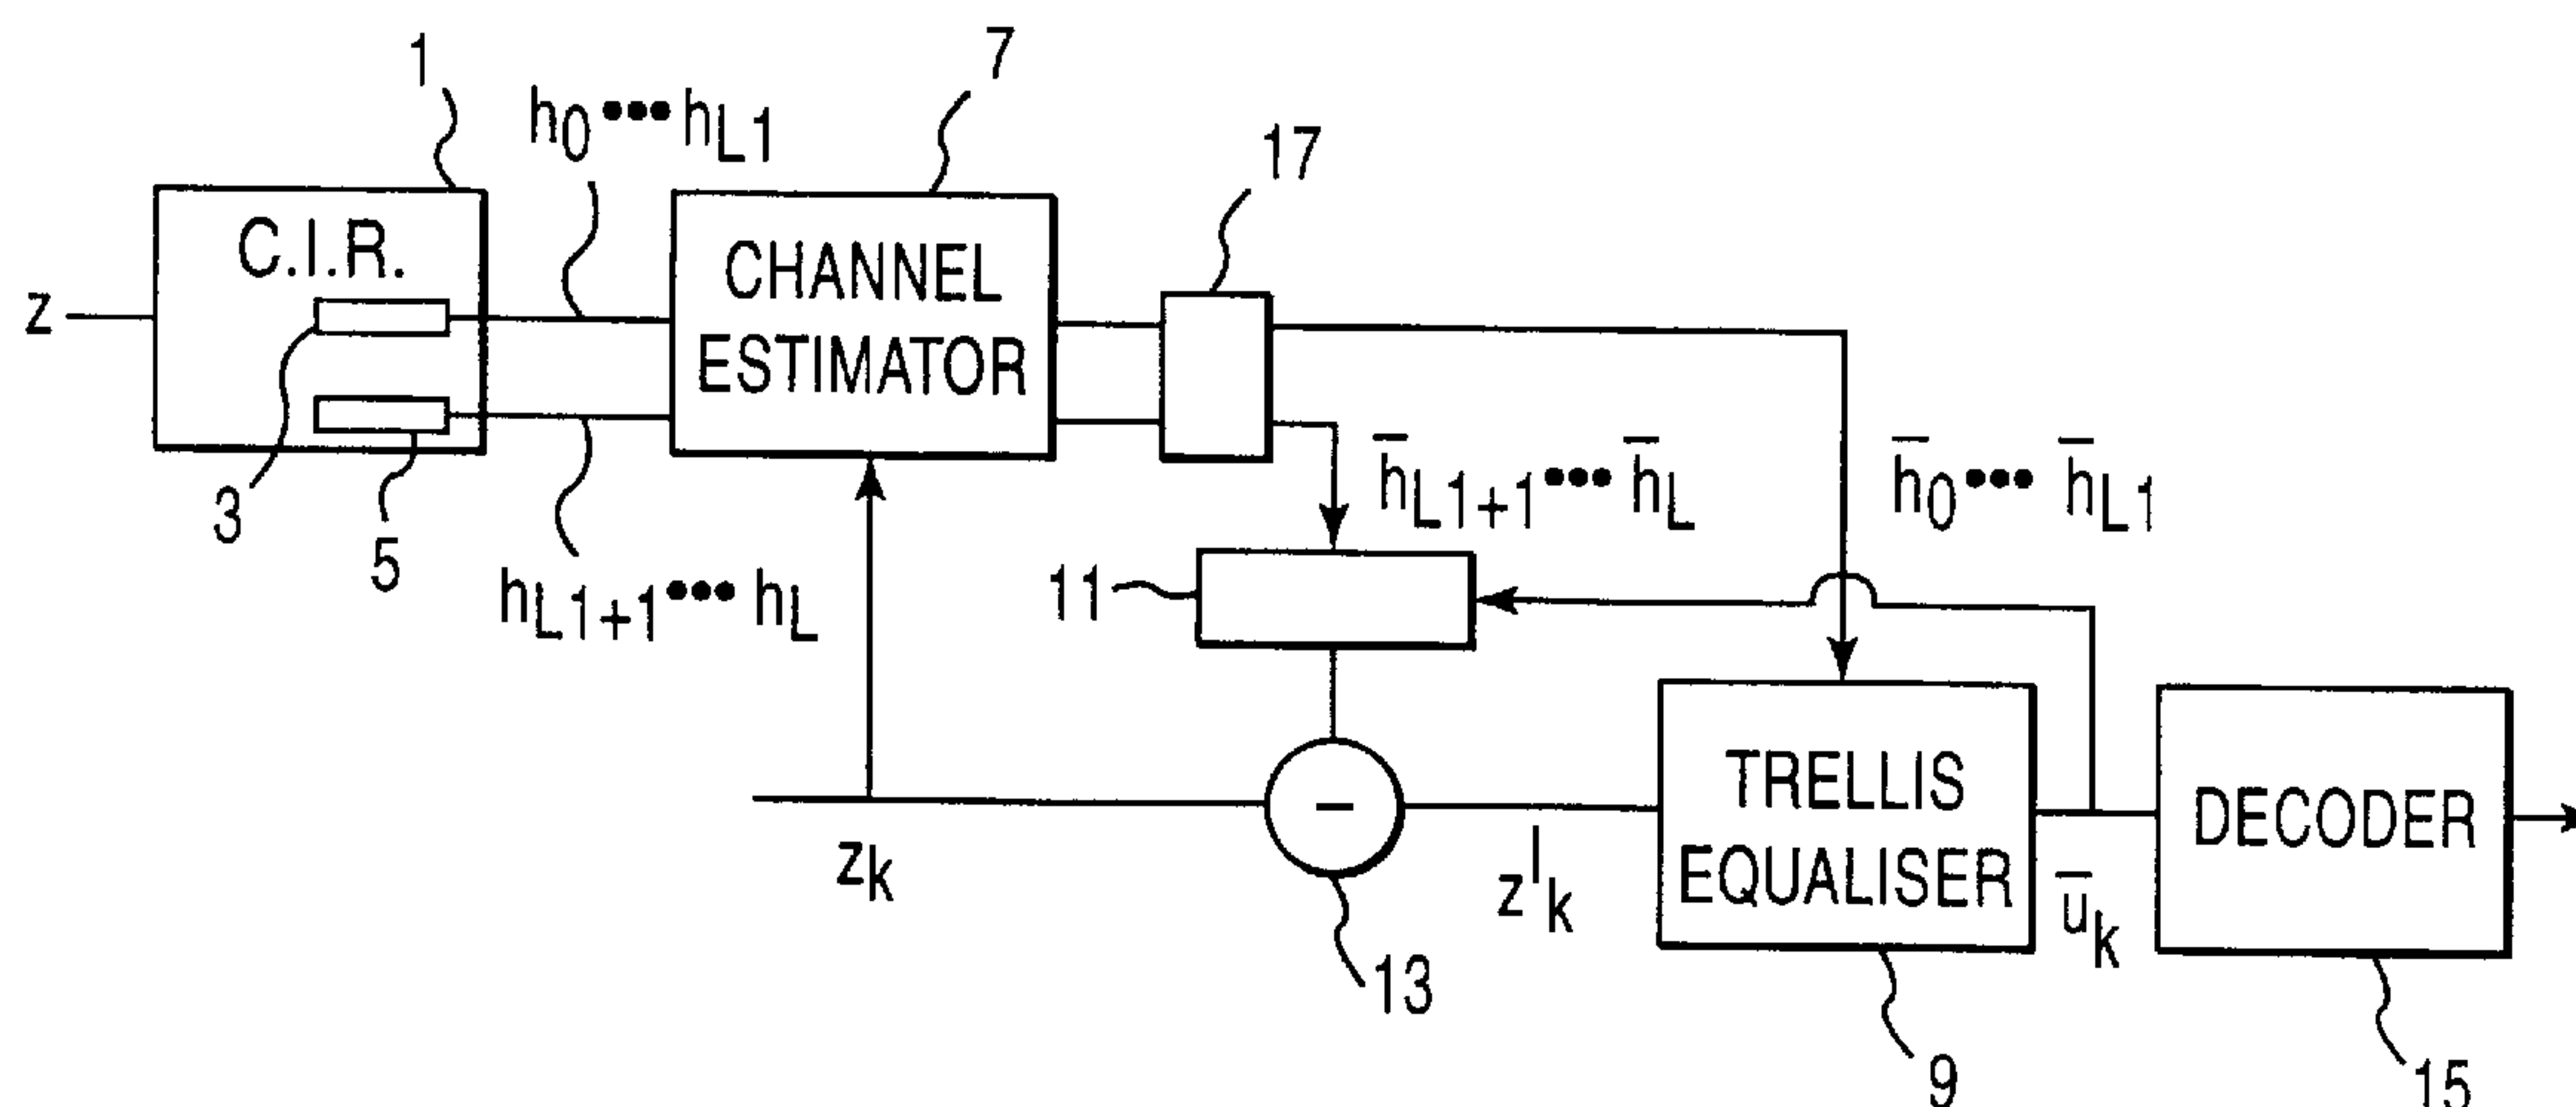 1
7
h0•••hL1
17
C.I.R.
CHANNEL
ESTIMATOR
z
3
5
h̅L1+1••• h̅L
h̅0••• h̅L1
hL1+1••• hL
11
TRELLIS
EQUALISER
DECODER
−
zk
z'k
u̅k
13
9
15